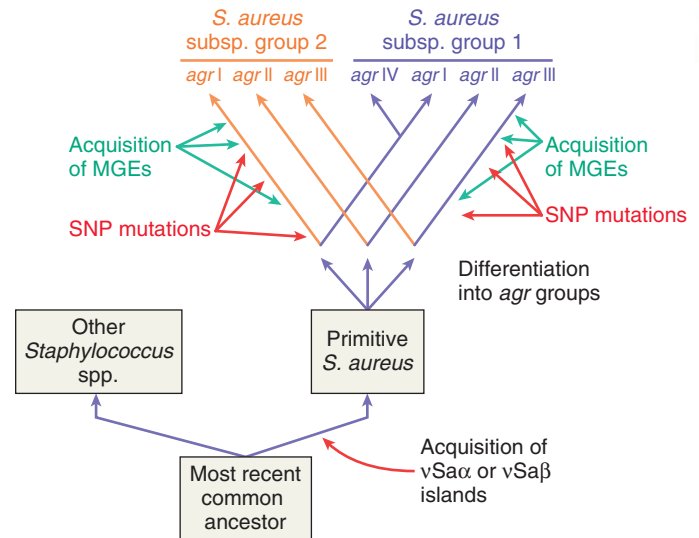 S. aureus
subsp. group 2
S. aureus
subsp. group 1
agr I agr II agr III
agr IV agr I agr II agr III
Acquisition
of MGEs
Acquisition
of MGEs
SNP mutations
SNP mutations
Differentiation
into agr groups
Other
Staphylococcus
spp.
Primitive
S. aureus
Most recent
common
ancestor
Acquisition of
νSaα or νSaβ
islands